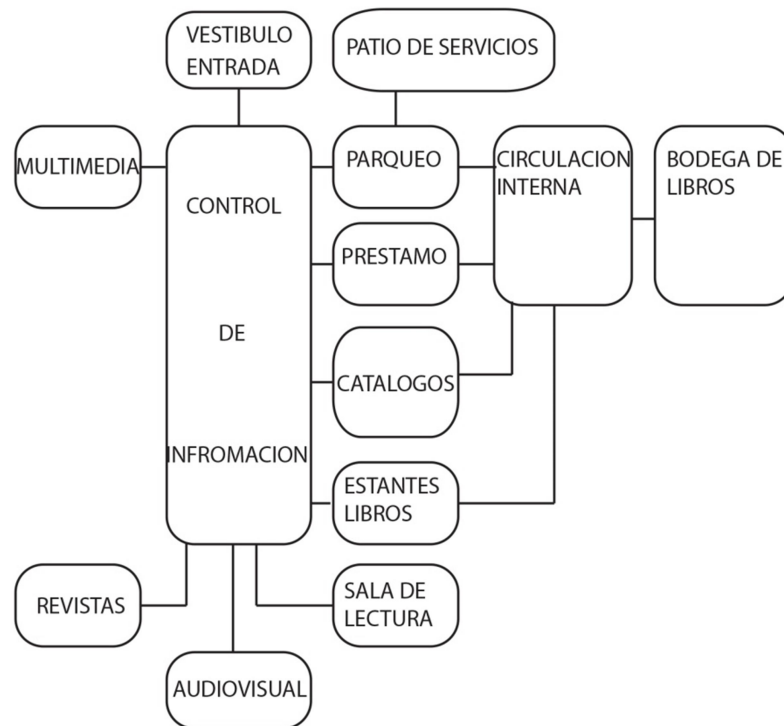 VESTIBULO
ENTRADA
PATIO DE SERVICIOS
MULTIMEDIA
CONTROL
DE
INFROMACION
PARQUEO
CIRCULACION
INTERNA
BODEGA DE
LIBROS
PRESTAMO
CATALOGOS
ESTANTES
LIBROS
REVISTAS
SALA DE
LECTURA
AUDIOVISUAL